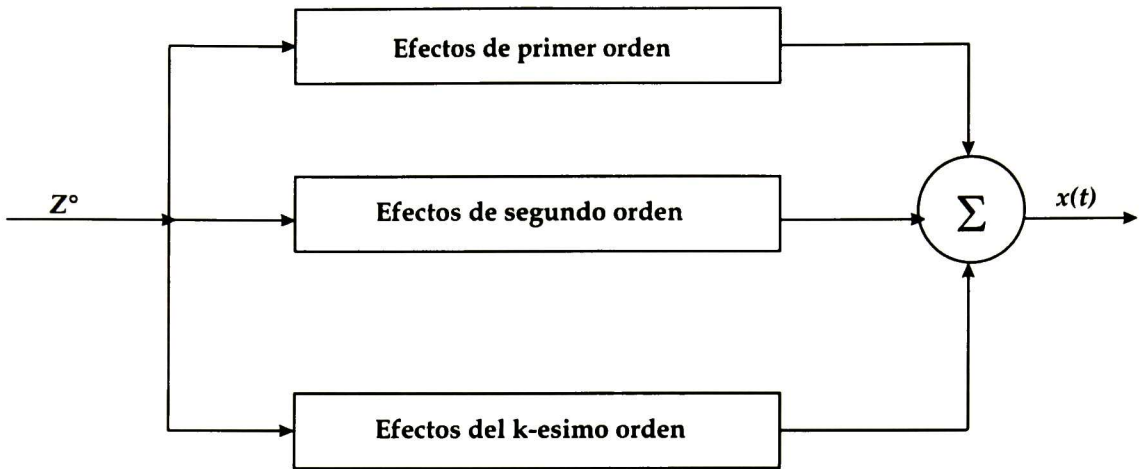 Efectos de primer orden
Z°
Efectos de segundo orden
Σ
x(t)
Efectos del k-esimo orden